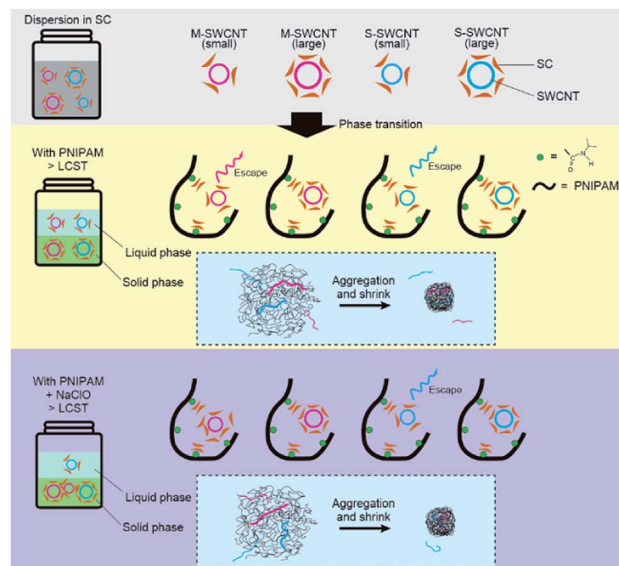 Dispersion in SC
M-SWCNT
(small)
M-SWCNT
(large)
S-SWCNT
(small)
S-SWCNT
(large)
SC
SWCNT
Phase transition
With PNIPAM
> LCST
Liquid phase
Solid phase
Escape
Escape
=
C
O
N
H
= PNIPAM
Aggregation
and shrink
With PNIPAM
+ NaClO
> LCST
Liquid phase
Solid phase
Escape
Aggregation
and shrink